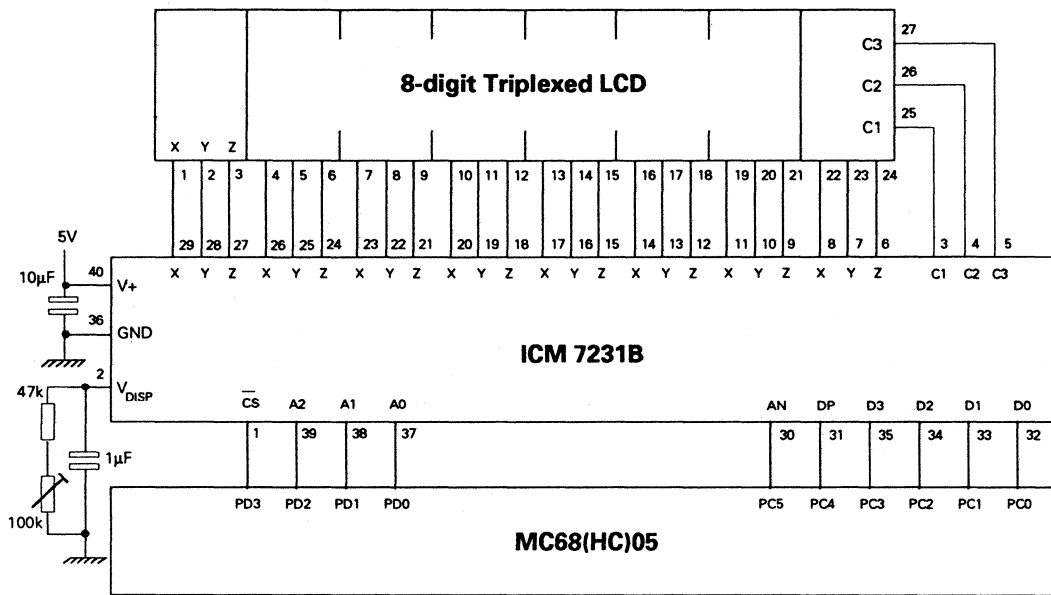 27
C3
26
8-digit Triplexed LCD
C2
25
C1
X Y Z
1 2 3 4 5 6 7 8 9 10 11 12 13 14 15 16 17 18 19 20 21 22 23 24
5V
29 28 27 26 25 24 23 22 21 20 19 18 17 16 15 14 13 12 11 10 9 8 7 6 3 4 5
X Y Z X Y Z X Y Z X Y Z X Y Z X Y Z X Y Z X Y Z C1 C2 C3
40
10µF
V+
36
GND
ICM 7231B
2
47k
VDISP
CS A2 A1 A0 AN DP D3 D2 D1 D0
1 39 38 37 30 31 35 34 33 32
1µF
100k
PD3 PD2 PD1 PD0 PC5 PC4 PC3 PC2 PC1 PC0
MC68(HC)05